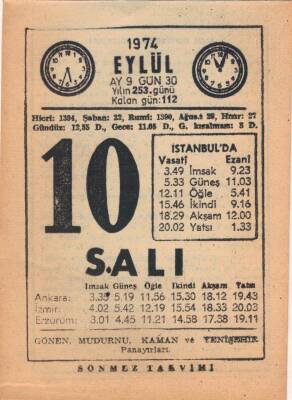 1974
EYLÜL
AY 9 GÜN 30
Yılın 253.günü
Kalan gün:112
Hicri: 1394, Şaban: 22, Rumi: 1390, Ağus: 28, Hızır: 27
Gündüz: 12.55 D., Gece: 11.05 D., G. kısalması: 3 D.
10
SALI
ISTANBUL'DA
Vasati Ezani
3.49 İmsak 9.23
5.33 Güneş 11.03
12.11 Öğle 5.41
15.46 İkindi 9.16
18.29 Akşam 12.00
20.02 Yatsı 1.33
Imsak Güneş Öğle İkindi Akşam Yatsı
Ankara: 3.35 5.19 11.56 15.30 18.12 19.43
İzmir: 4.02 5.42 12.19 15.54 18.33 20.03
Erzurum: 3.01 4.45 11.21 14.58 17.38 19.11
GÖNEN, MUDURNU, KAMAN ve YENİŞEHİR
Panayırları.
SÖNMEZ TAKVİMİ